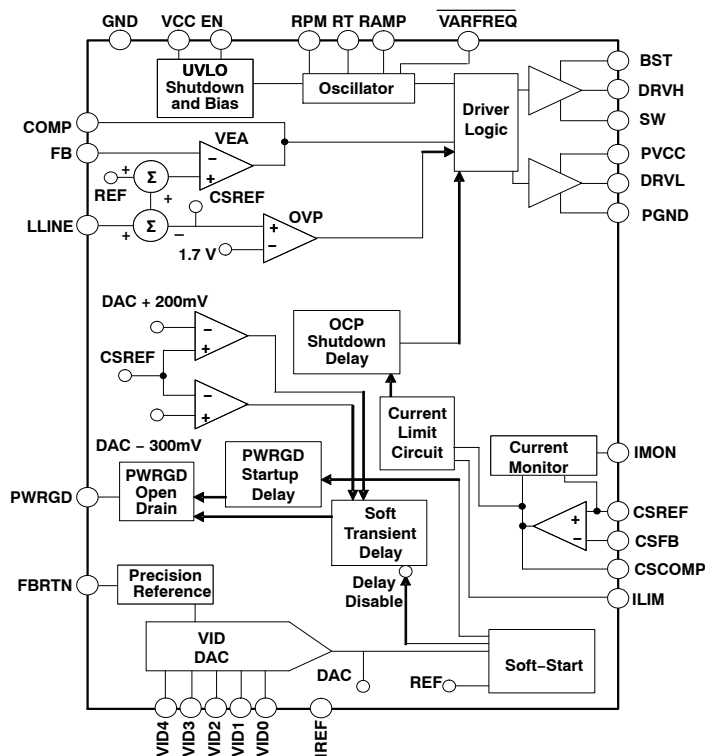 GND VCC EN RPM RT RAMP VARFREQ
UVLO
Shutdown
and Bias
Oscillator
BST
DRVH
SW
Driver
Logic
COMP
VEA
FB
−
+
PVCC
DRVL
PGND
+
Σ
REF
+
CSREF
OVP
LLINE
+
Σ
−
+
−
1.7 V
DAC + 200mV
−
+
CSREF
−
+
DAC − 300mV
OCP
Shutdown
Delay
Current
Limit
Circuit
Current
Monitor
IMON
PWRGD
PWRGD
Open
Drain
PWRGD
Startup
Delay
Soft
Transient
Delay
+
−
CSREF
CSFB
CSCOMP
ILIM
Delay
Disable
FBRTN
Precision
Reference
VID
DAC
DAC
REF
Soft−Start
VID4
VID3
VID2
VID1
VID0
IREF